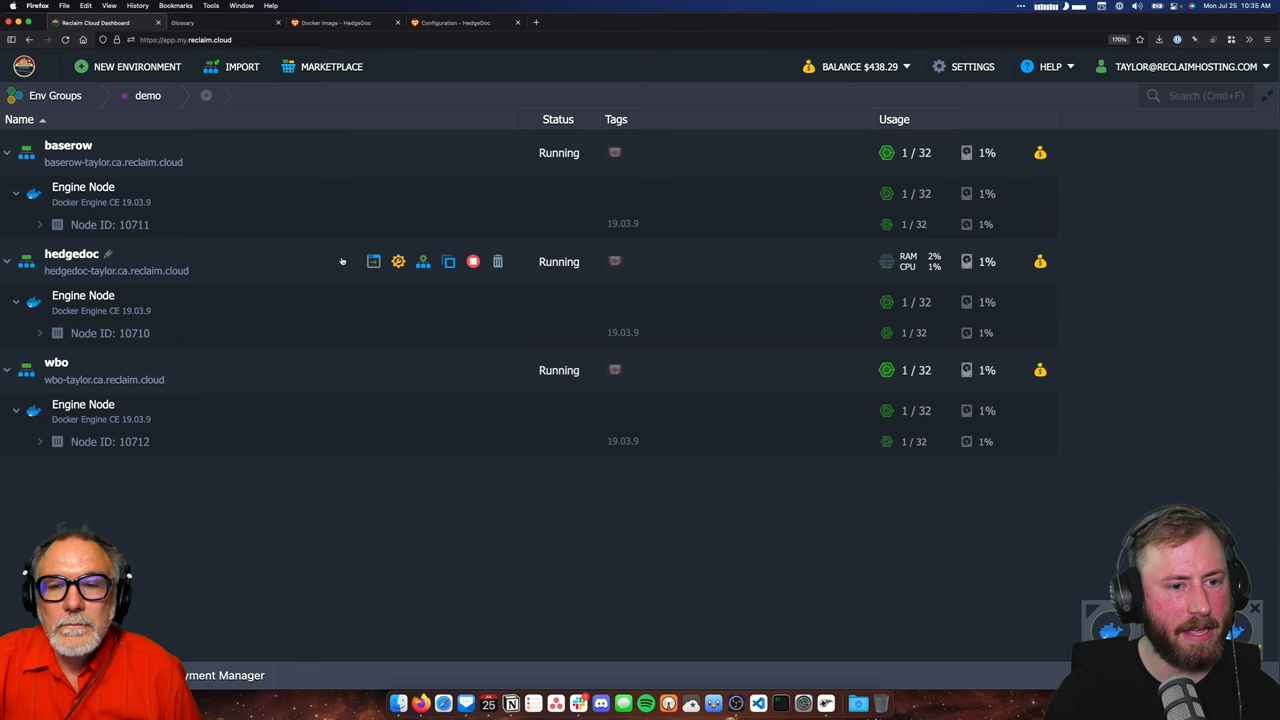 Firefox File Edit View History Bookmarks Tools Window Help Mon Jul 25 10:35 AM
Reclaim Cloud Dashboard Glossary Docker Image - HedgeDoc Configuration - HedgeDoc
https://app.my.reclaim.cloud 170%
NEW ENVIRONMENT IMPORT MARKETPLACE BALANCE $438.29 SETTINGS HELP TAYLOR@RECLAIMHOSTING.COM
Env Groups demo Search (Cmd+F)
Name Status Tags Usage
baserow
baserow-taylor.ca.reclaim.cloud
Running 1 / 32 1%
Engine Node
Docker Engine CE 19.03.9
1 / 32 1%
Node ID: 10711 19.03.9 1 / 32 1%
hedgedoc
hedgedoc-taylor.ca.reclaim.cloud
Running RAM 2% CPU 1% 1%
Engine Node
Docker Engine CE 19.03.9
1 / 32 1%
Node ID: 10710 19.03.9 1 / 32 1%
wbo
wbo-taylor.ca.reclaim.cloud
Running 1 / 32 1%
Engine Node
Docker Engine CE 19.03.9
1 / 32 1%
Node ID: 10712 19.03.9 1 / 32 1%
yment Manager